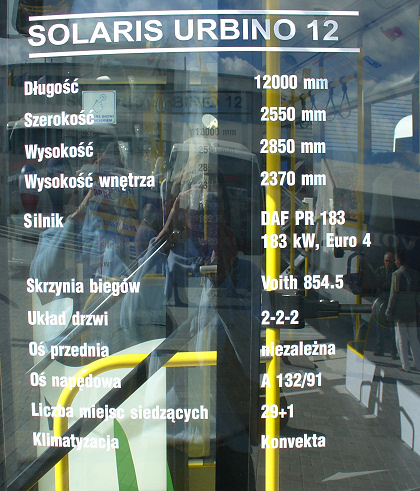 SOLARIS URBINO 12
Długość 12000 mm
Szerokość 2550 mm
Wysokość 2850 mm
Wysokość wnętrza 2370 mm
Silnik DAF PR 183
183 kW, Euro 4
Skrzynia biegów Voith 854.5
Układ drzwi 2-2-2
Oś przednia niezależna
Oś napędowa A 132/91
Liczba miejsc siedzących 29+1
Klimatyzacja Konvekta